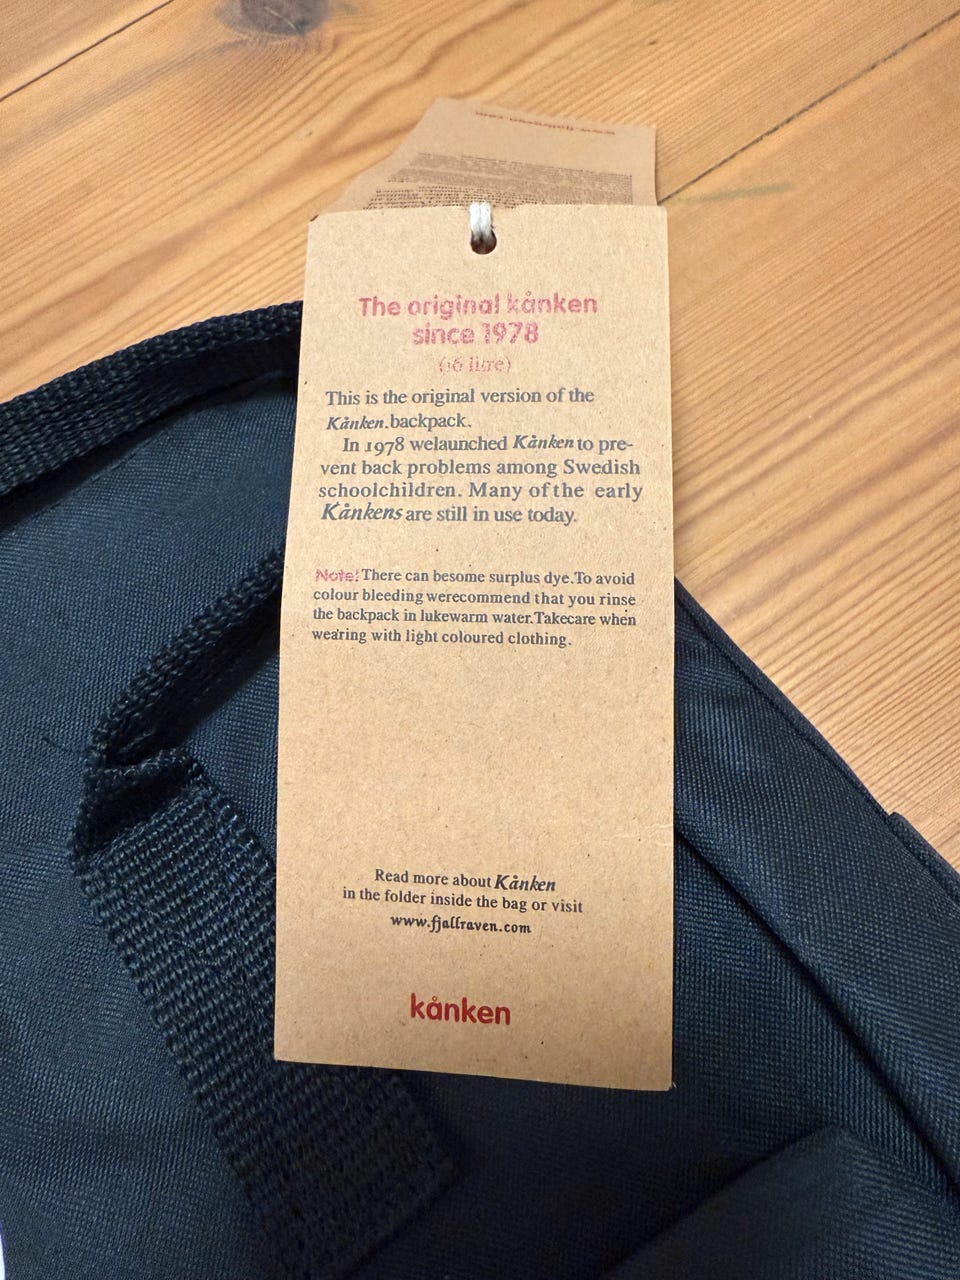 www.fjallraven.com
The original kånken
since 1978
(16 litre)
This is the original version of the
Kånken.backpack.
In 1978 welaunched Kånken to pre-
vent back problems among Swedish
schoolchildren. Many of the early
Kånkens are still in use today.
Note! There can besome surplus dye.To avoid
colour bleeding werecommend that you rinse
the backpack in lukewarm water.Takecare when
wearing with light coloured clothing.
Read more about Kånken
in the folder inside the bag or visit
www.fjallraven.com
kånken